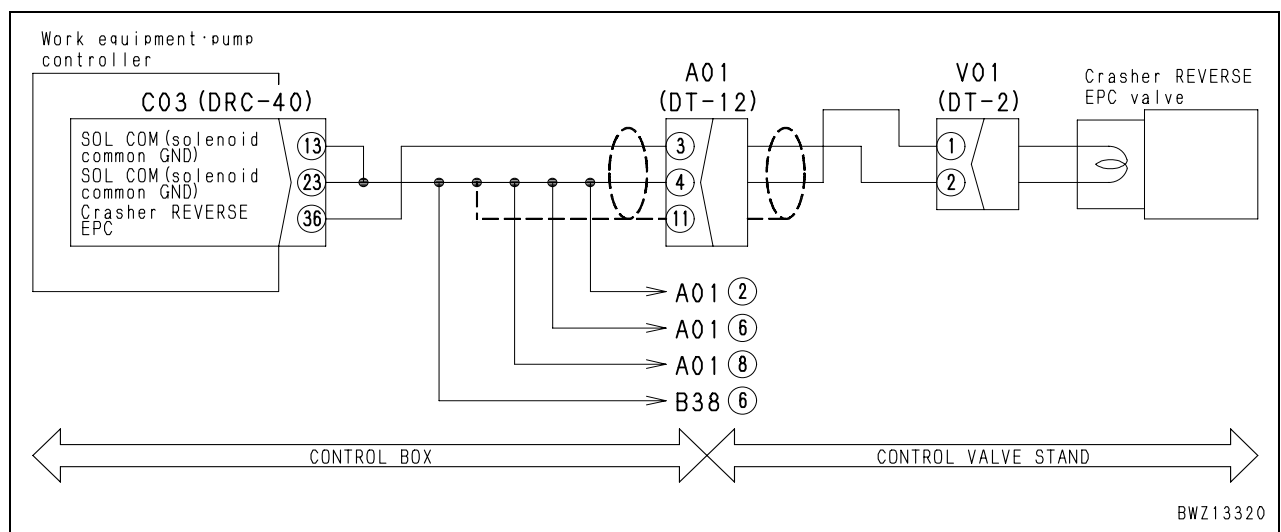 Work equipment·pump
controller
C03 (DRC-40)
SOL COM (solenoid
common GND)
13
SOL COM (solenoid
common GND)
23
Crasher REVERSE
EPC
36
A01
(DT-12)
3
4
11
V01
(DT-2)
1
2
Crasher REVERSE
EPC valve
A01 2
A01 6
A01 8
B38 6
CONTROL BOX
CONTROL VALVE STAND
BWZ13320